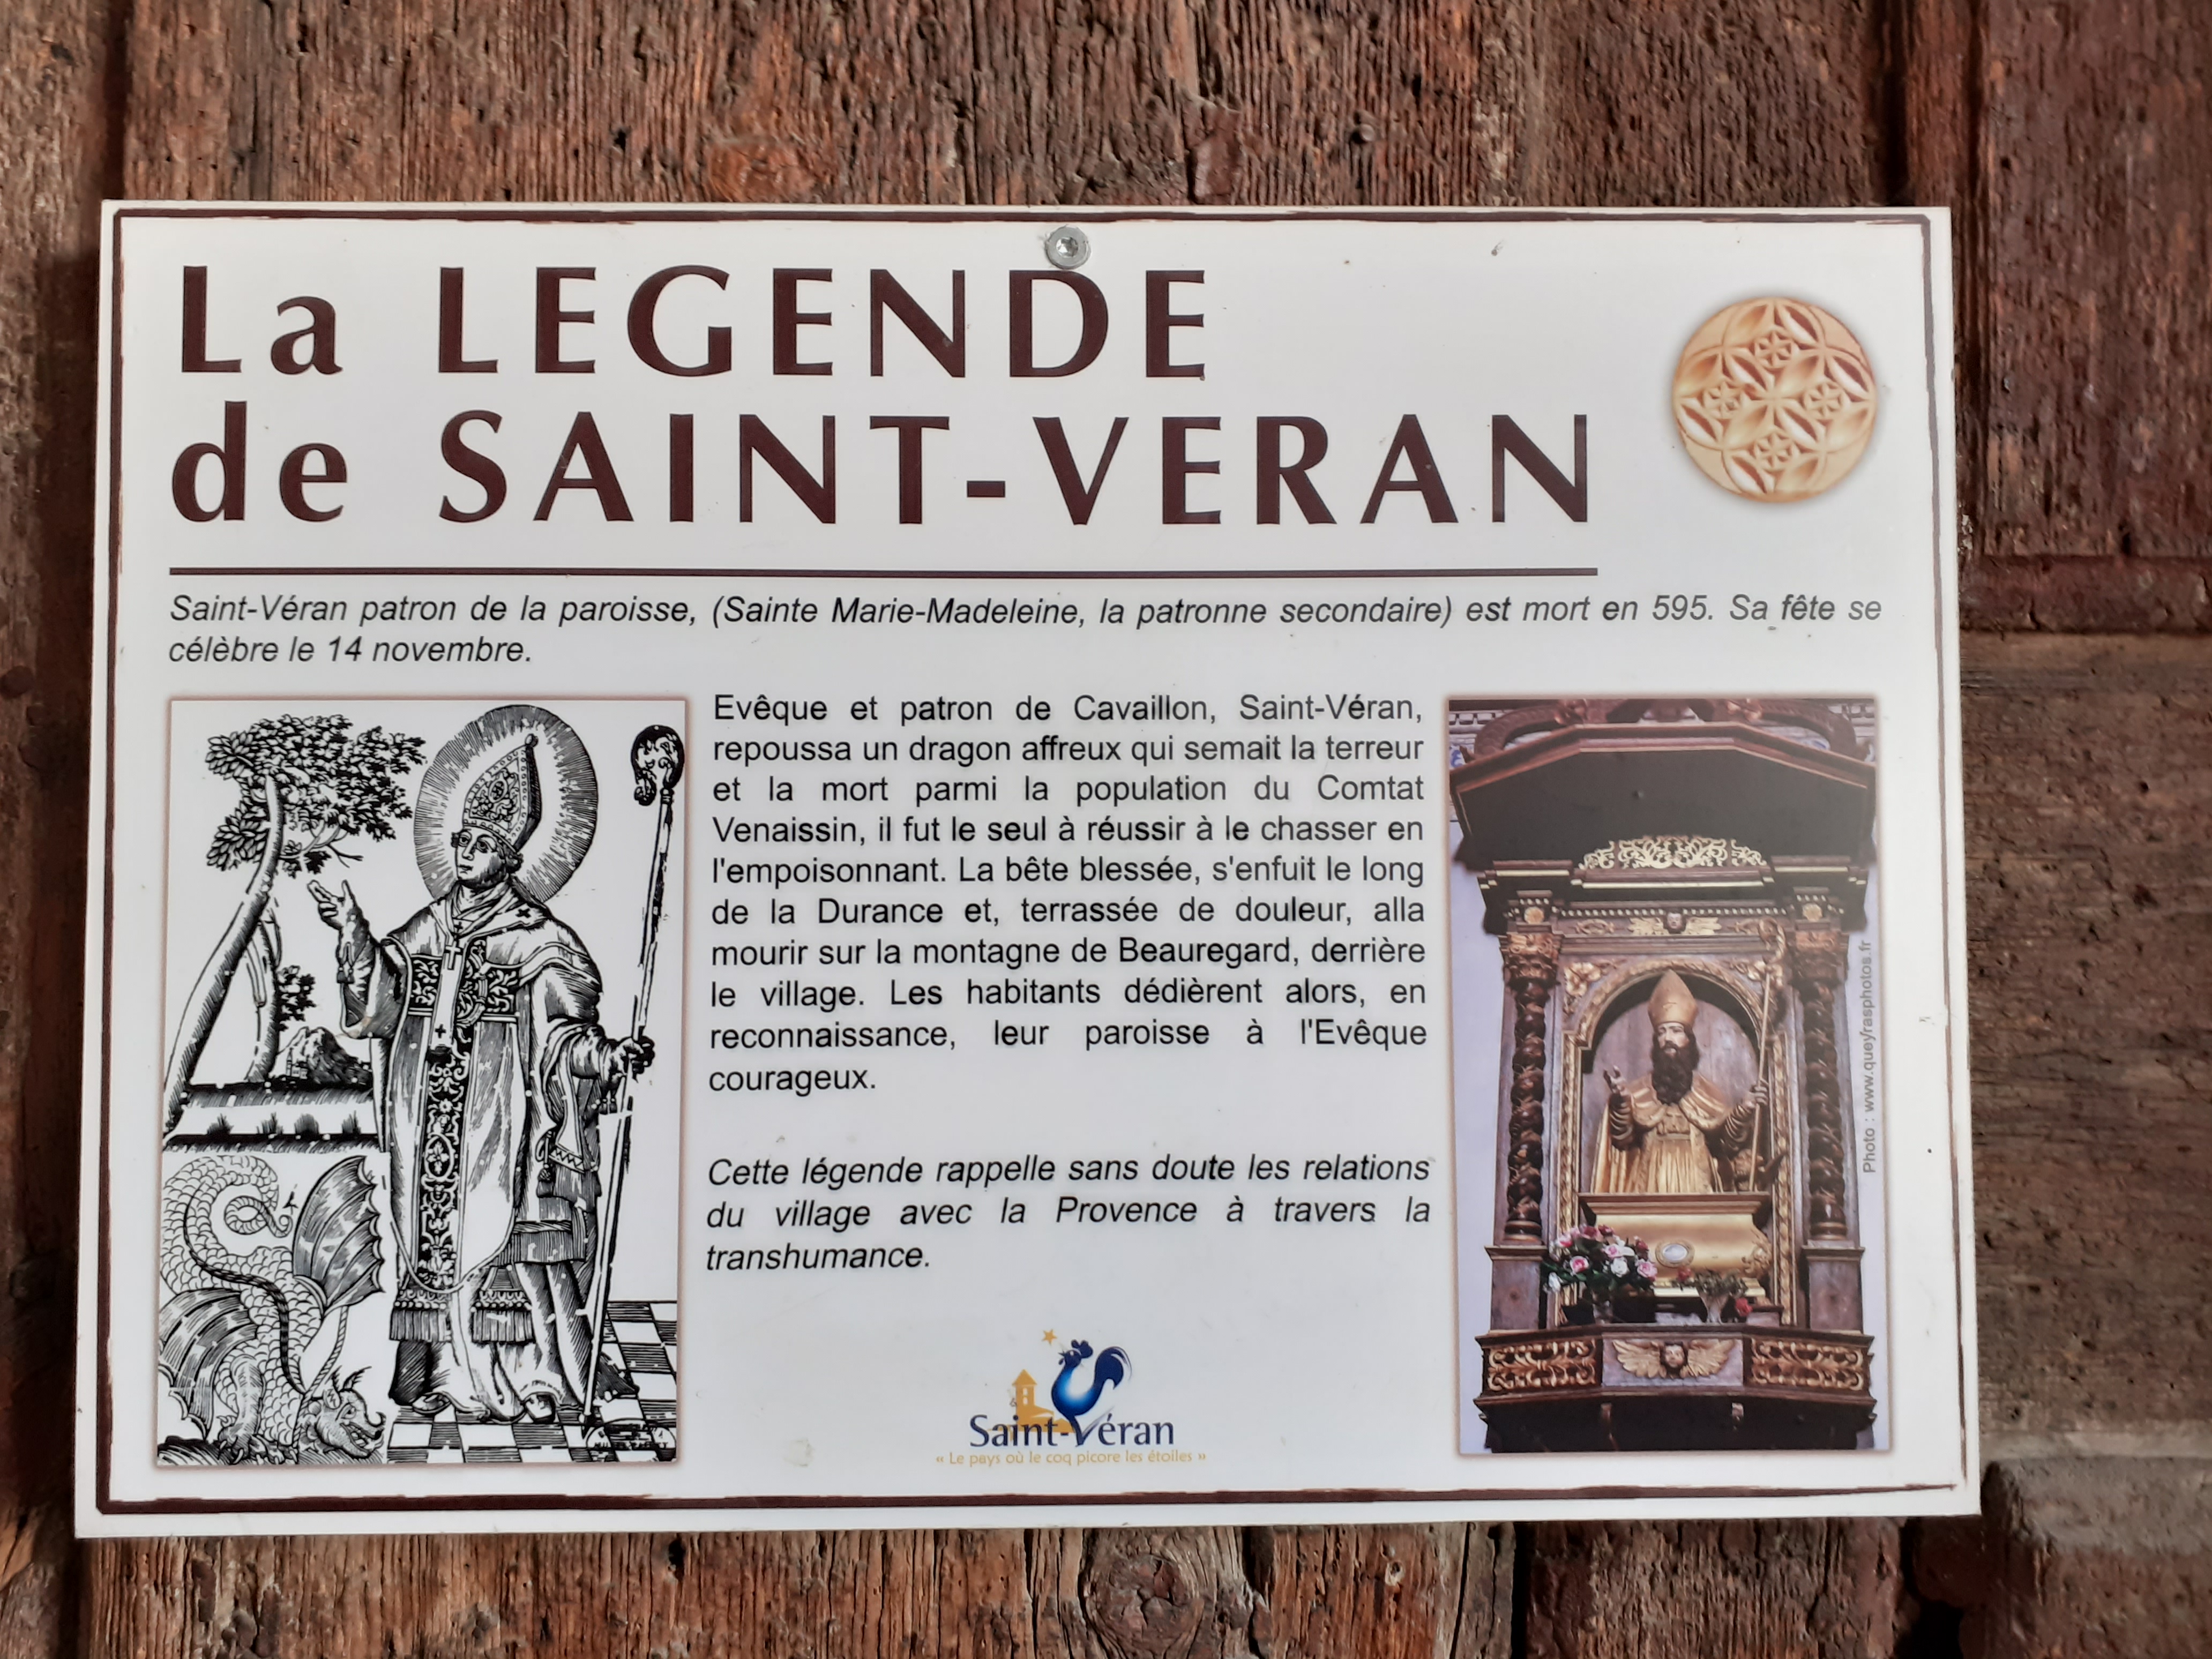 La LEGENDE
de SAINT-VERAN
Saint-Véran patron de la paroisse, (Sainte Marie-Madeleine, la patronne secondaire) est mort en 595. Sa fête se
célèbre le 14 novembre.
Evêque et patron de Cavaillon, Saint-Véran,
repoussa un dragon affreux qui semait la terreur
et la mort parmi la population du Comtat
Venaissin, il fut le seul à réussir à le chasser en
l'empoisonnant. La bête blessée, s'enfuit le long
de la Durance et, terrassée de douleur, alla
mourir sur la montagne de Beauregard, derrière
le village. Les habitants dédièrent alors, en
reconnaissance, leur paroisse à l'Evêque
courageux.
Cette légende rappelle sans doute les relations
du village avec la Provence à travers la
transhumance.
Photo : www.queyrasphotos.fr
Saint-Véran
« Le pays où le coq picore les étoiles »